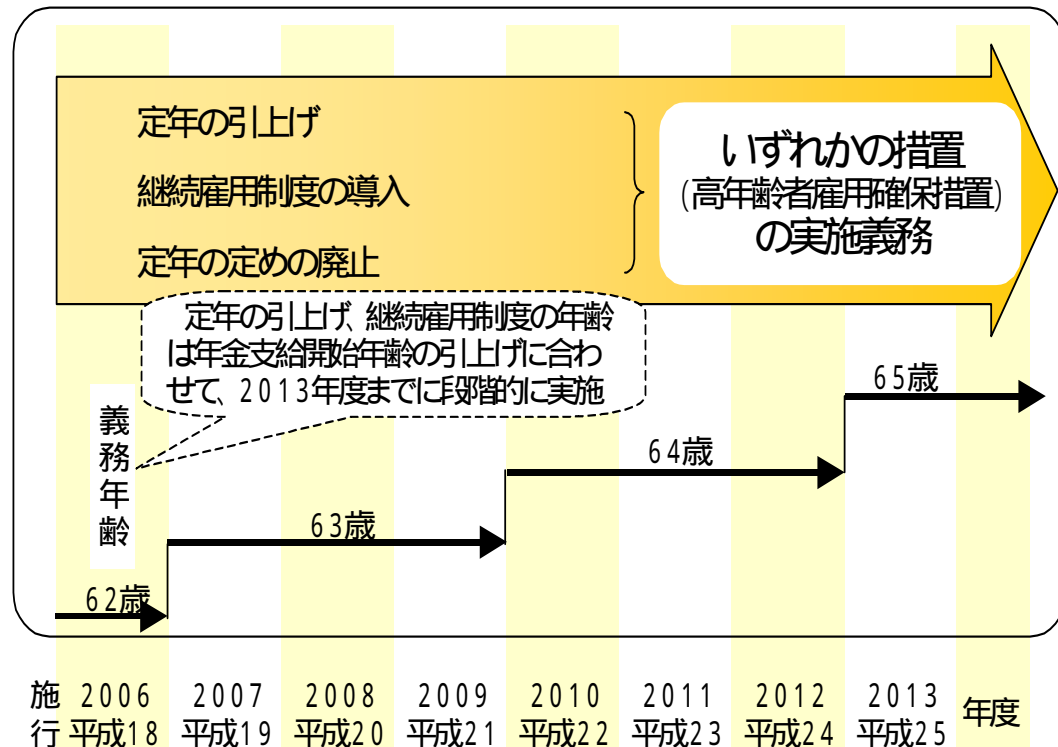 定年の引上げ
継続雇用制度の導入
定年の定めの廃止
いずれかの措置
(高年齢者雇用確保措置)
の実施義務
定年の引上げ、継続雇用制度の年齢
は年金支給開始年齢の引上げに合わ
せて、2013年度までに段階的に実施
義務年齢
65歳
64歳
63歳
62歳
施行
2006 2007 2008 2009 2010 2011 2012 2013 年度
平成18 平成19 平成20 平成21 平成22 平成23 平成24 平成25